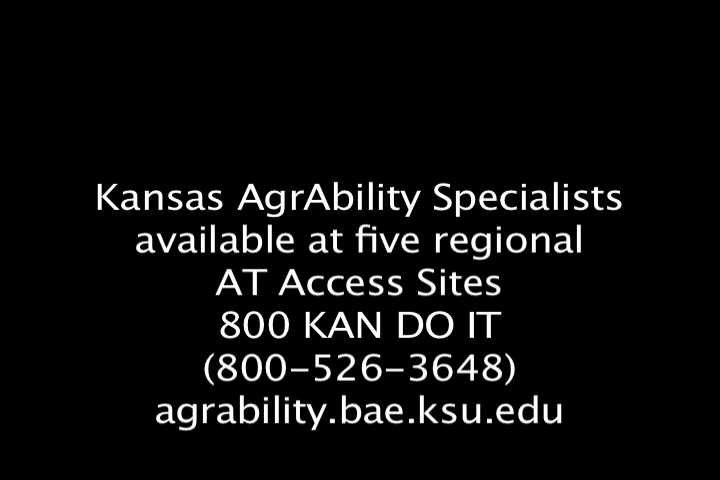 Kansas AgrAbility Specialists
available at five regional
AT Access Sites
800 KAN DO IT
(800-526-3648)
agrability.bae.ksu.edu